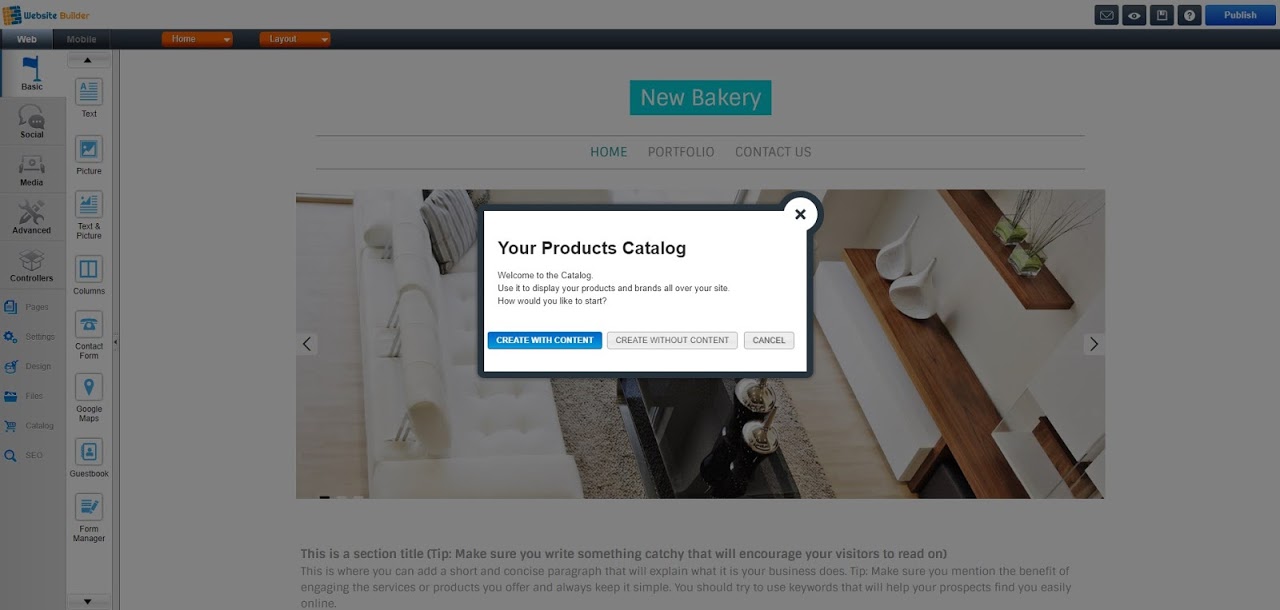 Website Builder
Publish
Web
Mobile
Home
Layout
Basic
Social
Media
Advanced
Controllers
Pages
Settings
Design
Files
Catalog
SEO
Text
Picture
Text &
Picture
Columns
Contact
Form
Google
Maps
Guestbook
Form
Manager
New Bakery
HOME
PORTFOLIO
CONTACT US
Your Products Catalog
Welcome to the Catalog.
Use it to display your products and brands all over your site.
How would you like to start?
CREATE WITH CONTENT
CREATE WITHOUT CONTENT
CANCEL
This is a section title (Tip: Make sure you write something catchy that will encourage your visitors to read on)
This is where you can add a short and concise paragraph that will explain what it is your business does. Tip: Make sure you mention the benefit of
engaging the services or products you offer and always keep it simple. You should try to use keywords that will help your prospects find you easily
online.